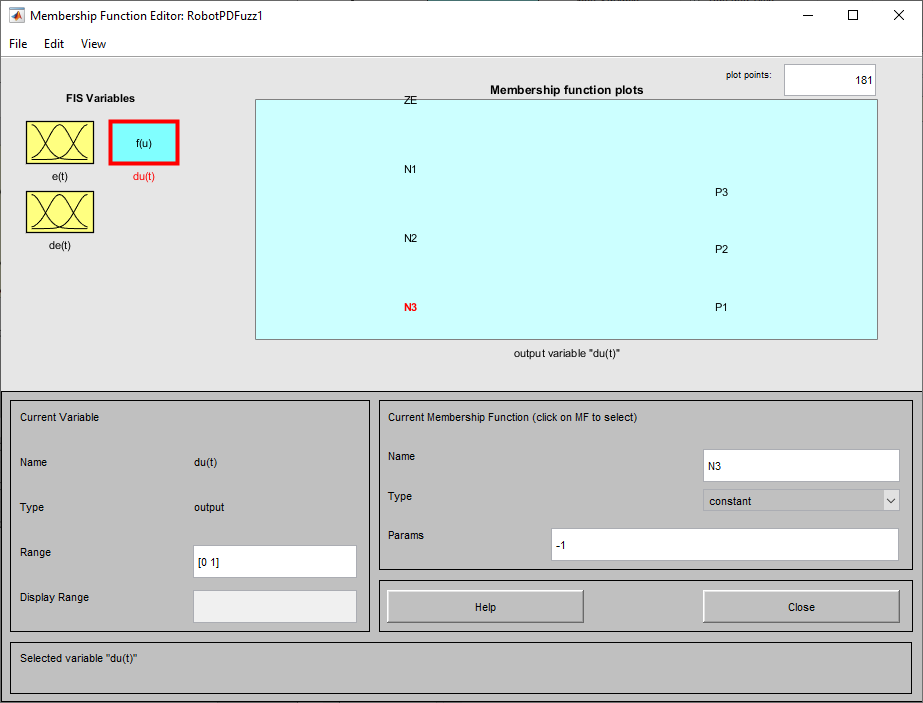 Membership Function Editor: RobotPDFuzz1
File Edit View
plot points: 181
FIS Variables
Membership function plots
f(u)
e(t)
du(t)
de(t)
ZE
N1
P3
N2
P2
N3
P1
output variable "du(t)"
Current Variable
Name du(t)
Type output
Range [0 1]
Display Range
Current Membership Function (click on MF to select)
Name N3
Type constant
Params -1
Help Close
Selected variable "du(t)"